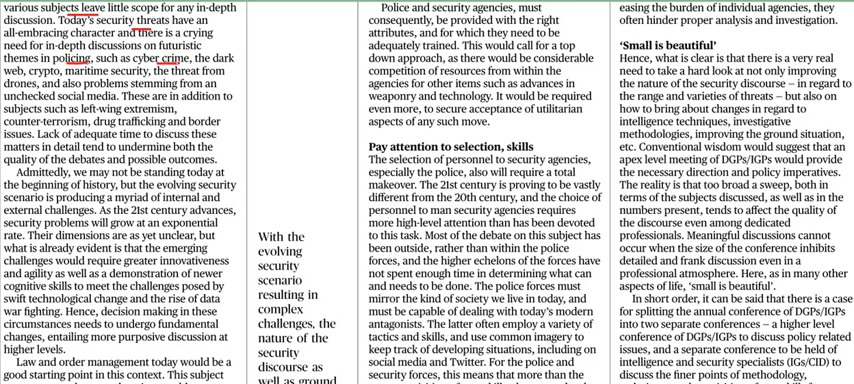 various subjects leave little scope for any in-depth
discussion. Today's security threats have an
all-embracing character and there is a crying
need for in-depth discussions on futuristic
themes in policing, such as cyber crime, the dark
web, crypto, maritime security, the threat from
drones, and also problems stemming from an
unchecked social media. These are in addition to
subjects such as left-wing extremism,
counter-terrorism, drug trafficking and border
issues. Lack of adequate time to discuss these
matters in detail tend to undermine both the
quality of the debates and possible outcomes.
Admittedly, we may not be standing today at
the beginning of history, but the evolving security
scenario is producing a myriad of internal and
external challenges. As the 21st century advances,
security problems will grow at an exponential
rate. Their dimensions are as yet unclear, but
what is already evident is that the emerging
challenges would require greater innovativeness
and agility as well as a demonstration of newer
cognitive skills to meet the challenges posed by
swift technological change and the rise of data
war fighting. Hence, decision making in these
circumstances needs to undergo fundamental
changes, entailing more purposive discussion at
higher levels.
Law and order management today would be a
good starting point in this context. This subject
With the
evolving
security
scenario
resulting in
complex
challenges, the
nature of the
security
discourse as
well as ground
Police and security agencies, must
consequently, be provided with the right
attributes, and for which they need to be
adequately trained. This would call for a top
down approach, as there would be considerable
competition of resources from within the
agencies for other items such as advances in
weaponry and technology. It would be required
even more, to secure acceptance of utilitarian
aspects of any such move.
Pay attention to selection, skills
The selection of personnel to security agencies,
especially the police, also will require a total
makeover. The 21st century is proving to be vastly
different from the 20th century, and the choice of
personnel to man security agencies requires
more high-level attention than has been devoted
to this task. Most of the debate on this subject has
been outside, rather than within the police
forces, and the higher echelons of the forces have
not spent enough time in determining what can
and needs to be done. The police forces must
mirror the kind of society we live in today, and
must be capable of dealing with today's modern
antagonists. The latter often employ a variety of
tactics and skills, and use common imagery to
keep track of developing situations, including on
social media and Twitter. For the police and
security forces, this means that more than the
easing the burden of individual agencies, they
often hinder proper analysis and investigation.
'Small is beautiful'
Hence, what is clear is that there is a very real
need to take a hard look at not only improving
the nature of the security discourse – in regard to
the range and varieties of threats – but also on
how to bring about changes in regard to
intelligence techniques, investigative
methodologies, improving the ground situation,
etc. Conventional wisdom would suggest that an
apex level meeting of DGPs/IGPs would provide
the necessary direction and policy imperatives.
The reality is that too broad a sweep, both in
terms of the subjects discussed, as well as in the
numbers present, tends to affect the quality of
the discourse even among dedicated
professionals. Meaningful discussions cannot
occur when the size of the conference inhibits
detailed and frank discussion even in a
professional atmosphere. Here, as in many other
aspects of life, 'small is beautiful'.
In short order, it can be said that there is a case
for splitting the annual conference of DGPs/IGPs
into two separate conferences – a higher level
conference of DGPs/IGPs to discuss policy related
issues, and a separate conference to be held of
intelligence and security specialists (IGs/CID) to
discuss the finer points of methodology,